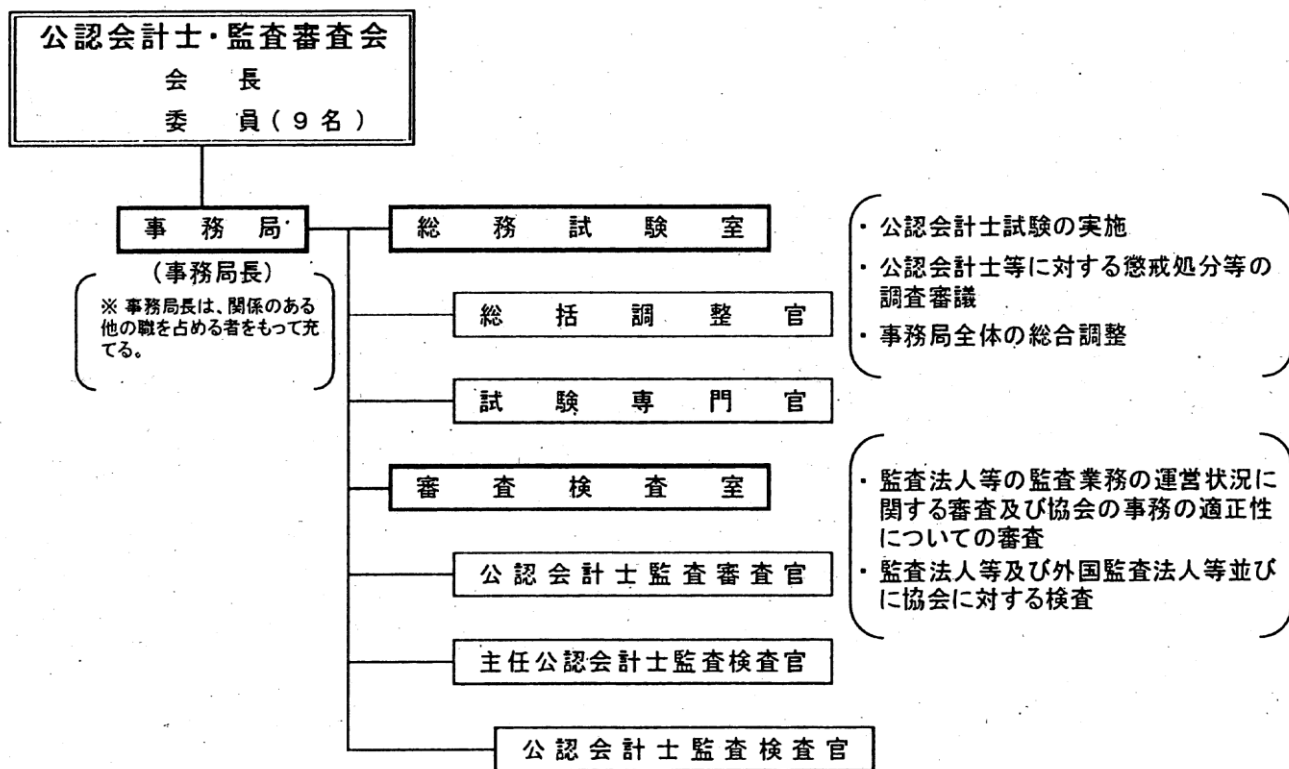 公認会計士・監査審査会
会 長
委 員(9名)
事務局
(事務局長)
※ 事務局長は、関係のある
他の職を占める者をもって充
てる。
総務試験室
総括調整官
試験専門官
・公認会計士試験の実施
・公認会計士等に対する懲戒処分等の
調査審議
・事務局全体の総合調整
審査検査室
公認会計士監査審査官
主任公認会計士監査検査官
公認会計士監査検査官
・監査法人等の監査業務の運営状況に
関する審査及び協会の事務の適正性
についての審査
・監査法人等及び外国監査法人等並び
に協会に対する検査